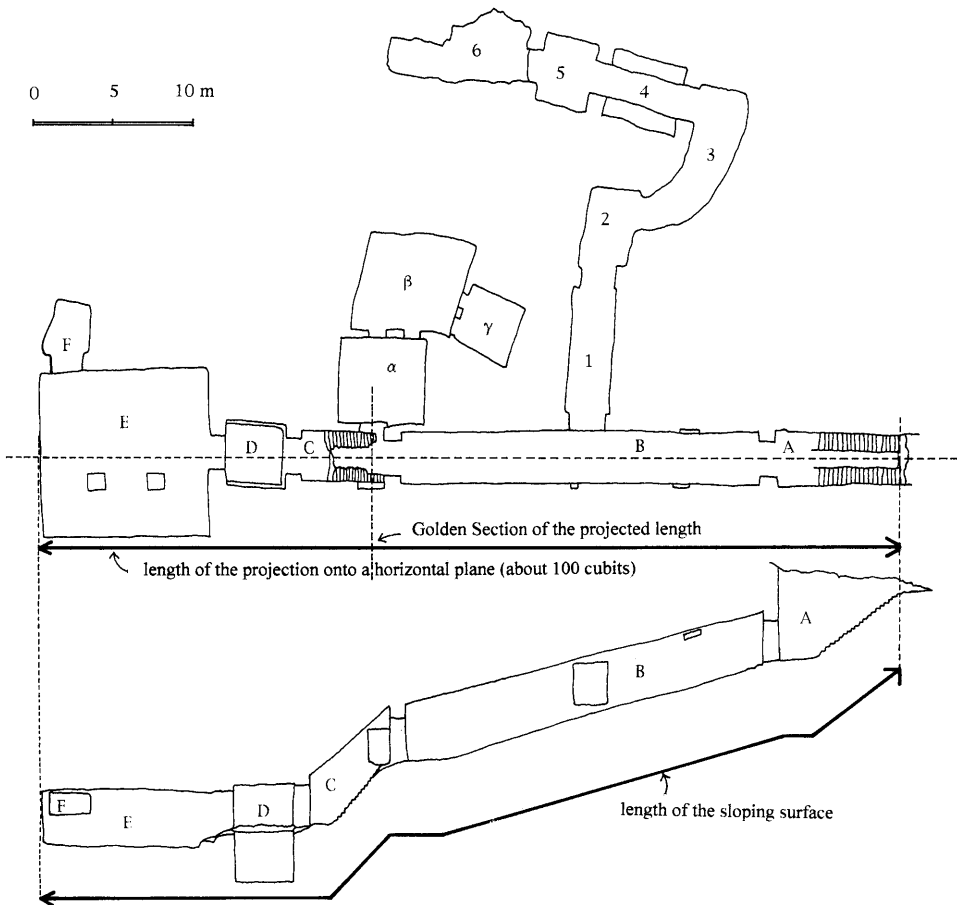 6
5
4
0 5 10 m
3
2
β
γ
F
α
1
E
D
C
B
A
Golden Section of the projected length
length of the projection onto a horizontal plane (about 100 cubits)
A
B
C
F
D
E
length of the sloping surface